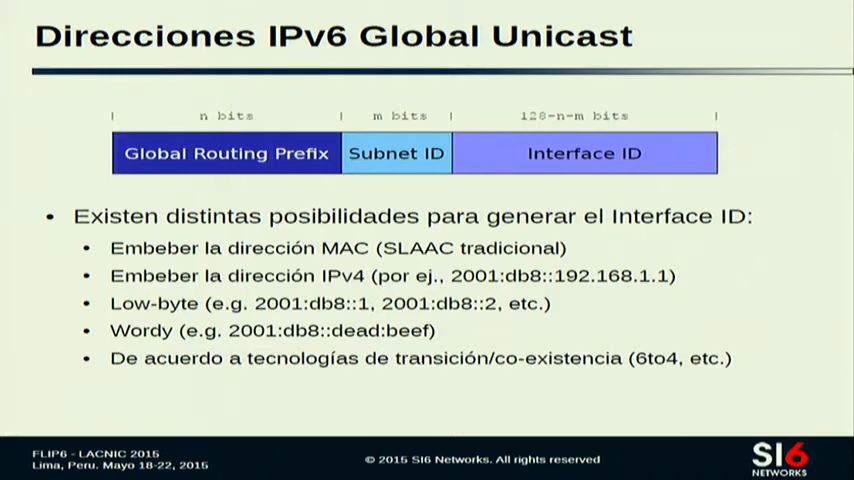 Direcciones IPv6 Global Unicast
n bits m bits 128-n-m bits
Global Routing Prefix Subnet ID Interface ID
• Existen distintas posibilidades para generar el Interface ID:
• Embeber la dirección MAC (SLAAC tradicional)
• Embeber la dirección IPv4 (por ej., 2001:db8::192.168.1.1)
• Low-byte (e.g. 2001:db8::1, 2001:db8::2, etc.)
• Wordy (e.g. 2001:db8::dead:beef)
• De acuerdo a tecnologías de transición/co-existencia (6to4, etc.)
FLIP6 - LACNIC 2015
Lima, Peru. Mayo 18-22, 2015
© 2015 SI6 Networks. All rights reserved
SI6
NETWORKS